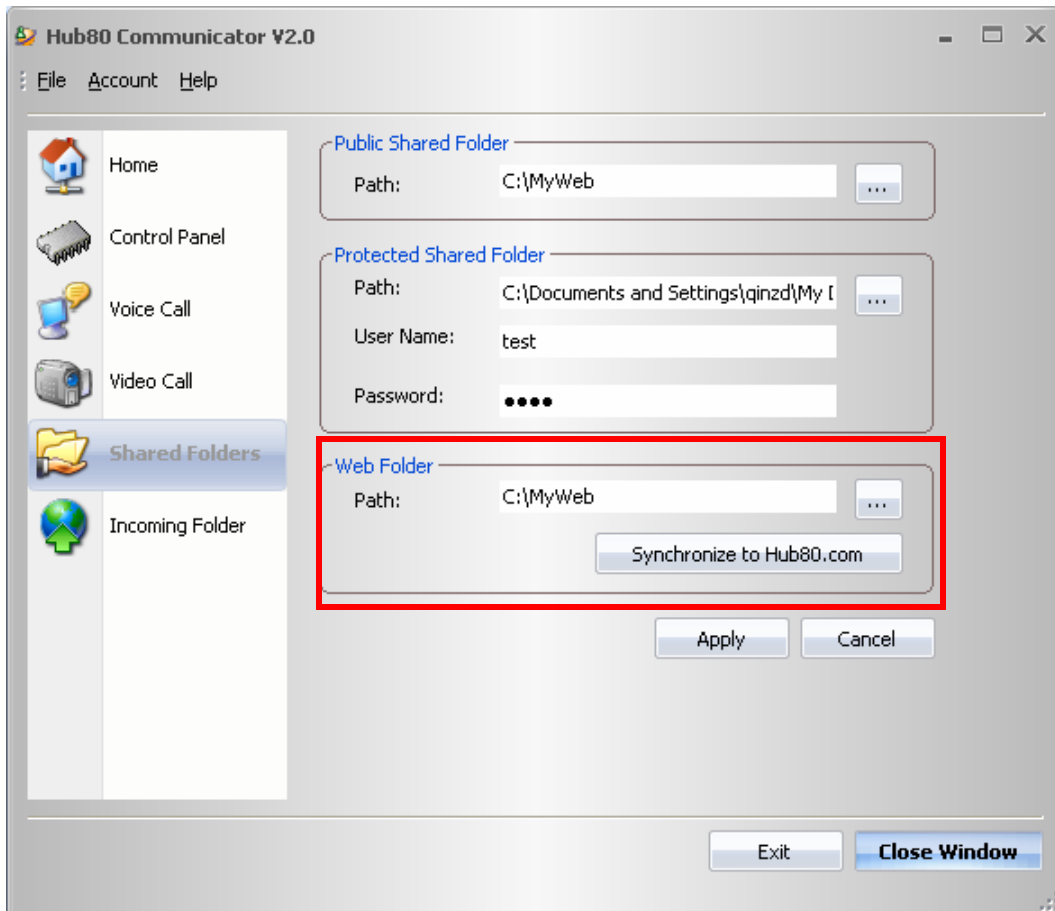 Hub80 Communicator V2.0
File Account Help
Home
Control Panel
Voice Call
Video Call
Shared Folders
Incoming Folder
Public Shared Folder
Path: C:\MyWeb ...
Protected Shared Folder
Path: C:\Documents and Settings\qinzd\My ...
User Name: test
Password: ●●●●
Web Folder
Path: C:\MyWeb ...
Synchronize to Hub80.com
Apply Cancel
Exit Close Window